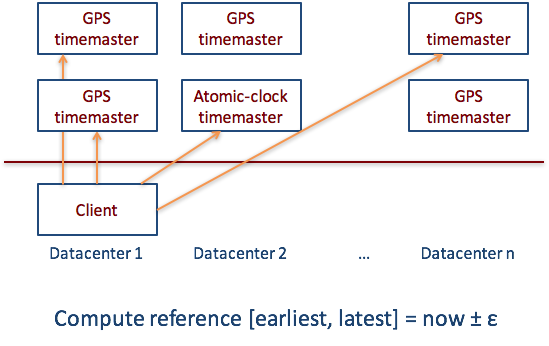 GPS
timemaster
GPS
timemaster
GPS
timemaster
GPS
timemaster
Atomic-clock
timemaster
GPS
timemaster
Client
Datacenter 1
Datacenter 2
...
Datacenter n
Compute reference [earliest, latest] = now ± ε